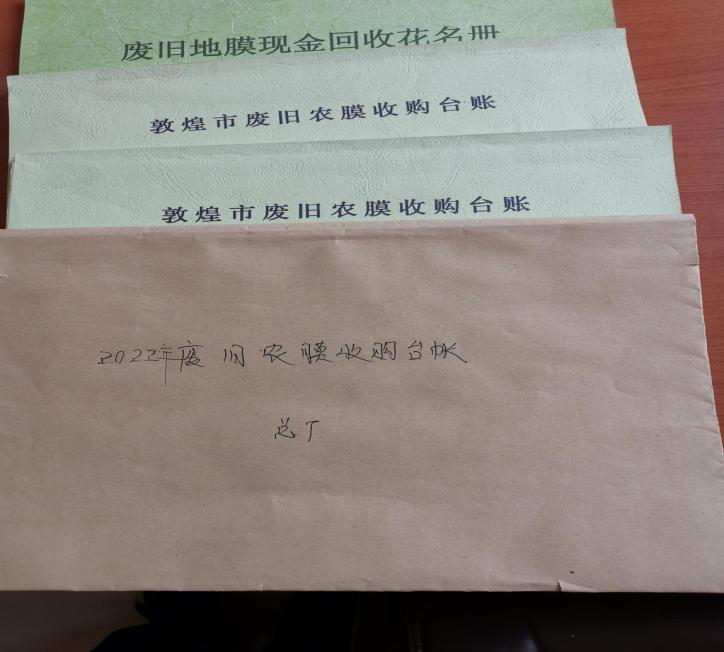 废旧地膜现金回收花名册
敦煌市废旧农膜收购台账
敦煌市废旧农膜收购台账
2022年废旧农膜收购台帐
总厂